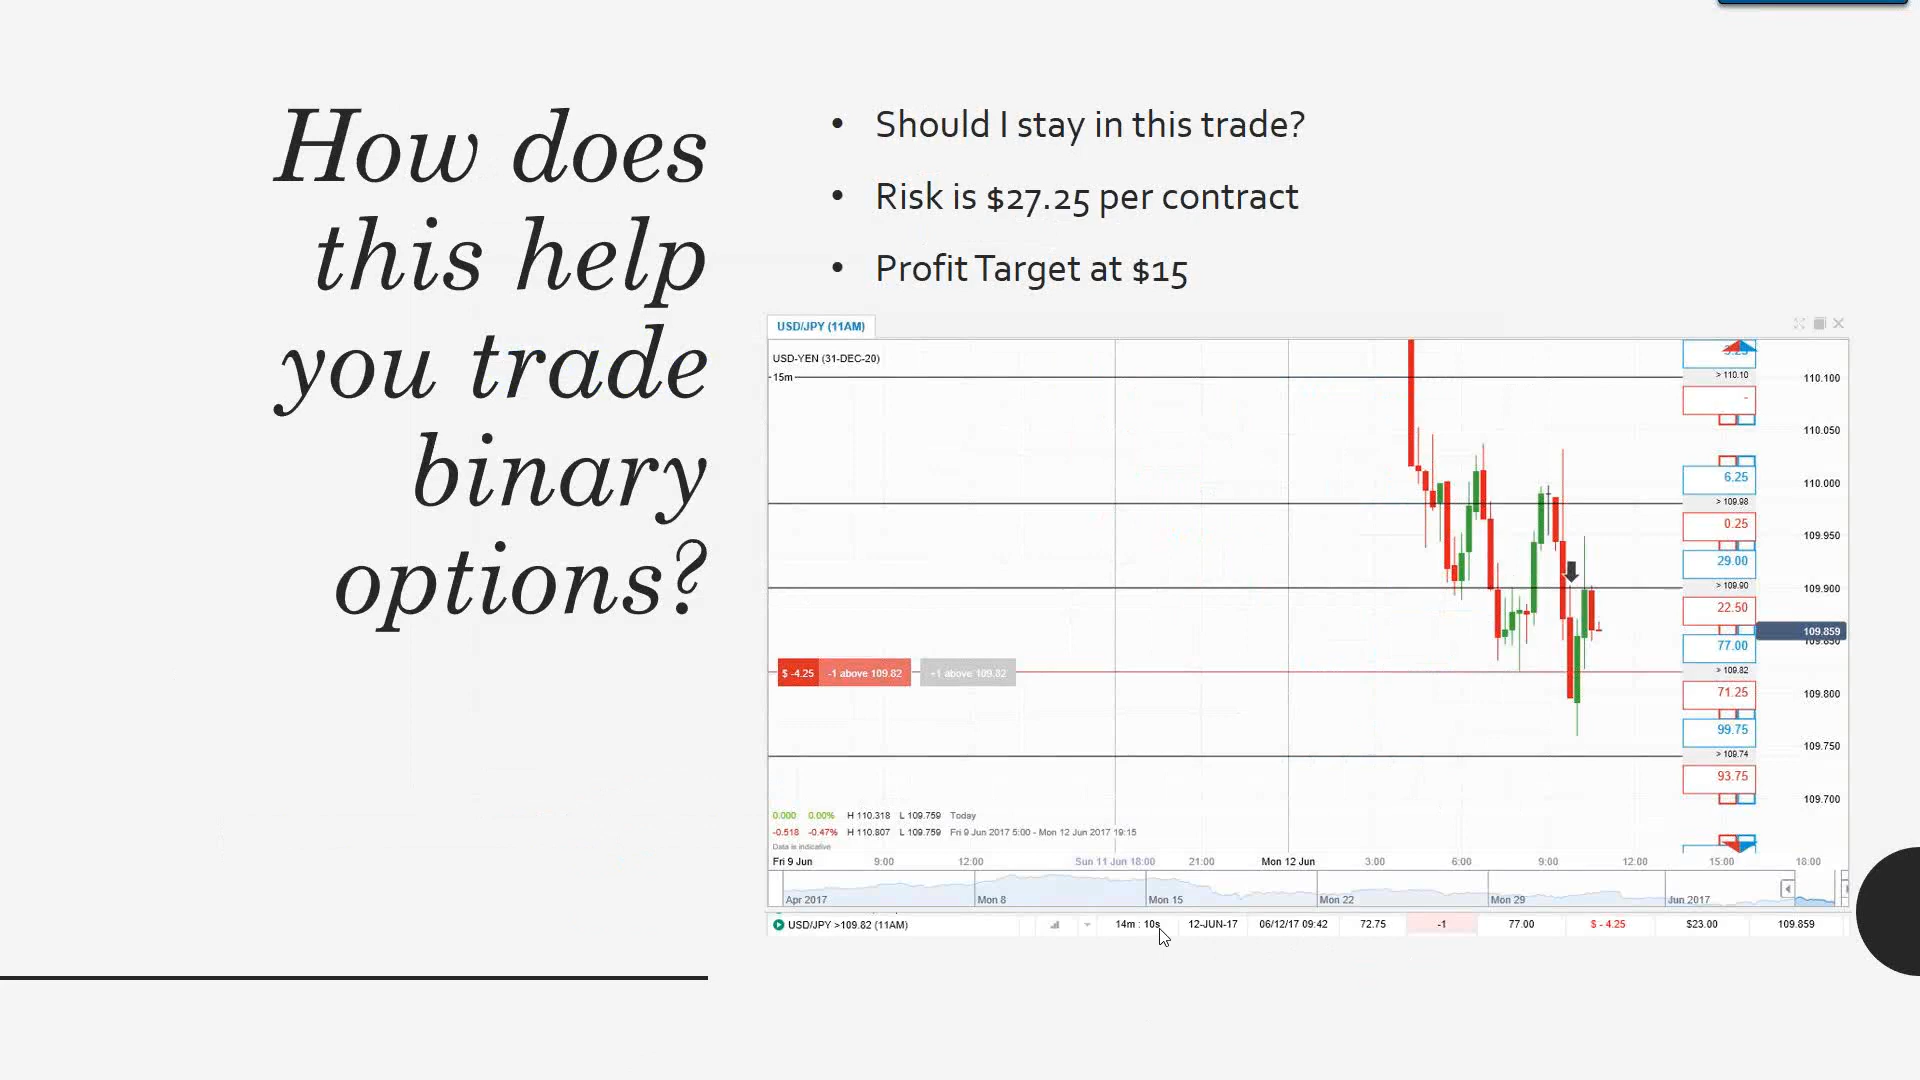 How does
this help
you trade
binary
options?
• Should I stay in this trade?
• Risk is $27.25 per contract
• Profit Target at $15
USD/JPY (11AM)
USD-YEN (31-DEC-20)
15m
> 110.10
-
6.25
> 109.98
0.25
29.00
> 109.90
22.50
77.00
> 109.82
71.25
99.75
> 109.74
93.75
110.100
110.050
110.000
109.950
109.900
109.859
109.800
109.750
109.700
$ -4.25 -1 above 109.82 +1 above 109.82
0.000 0.00% H 110.318 L 109.759 Today
-0.518 -0.47% H 110.807 L 109.759 Fri 9 Jun 2017 5:00 - Mon 12 Jun 2017 19:15
Data is indicative
Fri 9 Jun 9:00 12:00 Sun 11 Jun 18:00 21:00 Mon 12 Jun 3:00 6:00 9:00 12:00 15:00 18:00
Apr 2017 Mon 8 Mon 15 Mon 22 Mon 29 Jun 2017
USD/JPY >109.82 (11AM) 14m : 10s 12-JUN-17 06/12/17 09:42 72.75 -1 77.00 $ - 4.25 $23.00 109.859